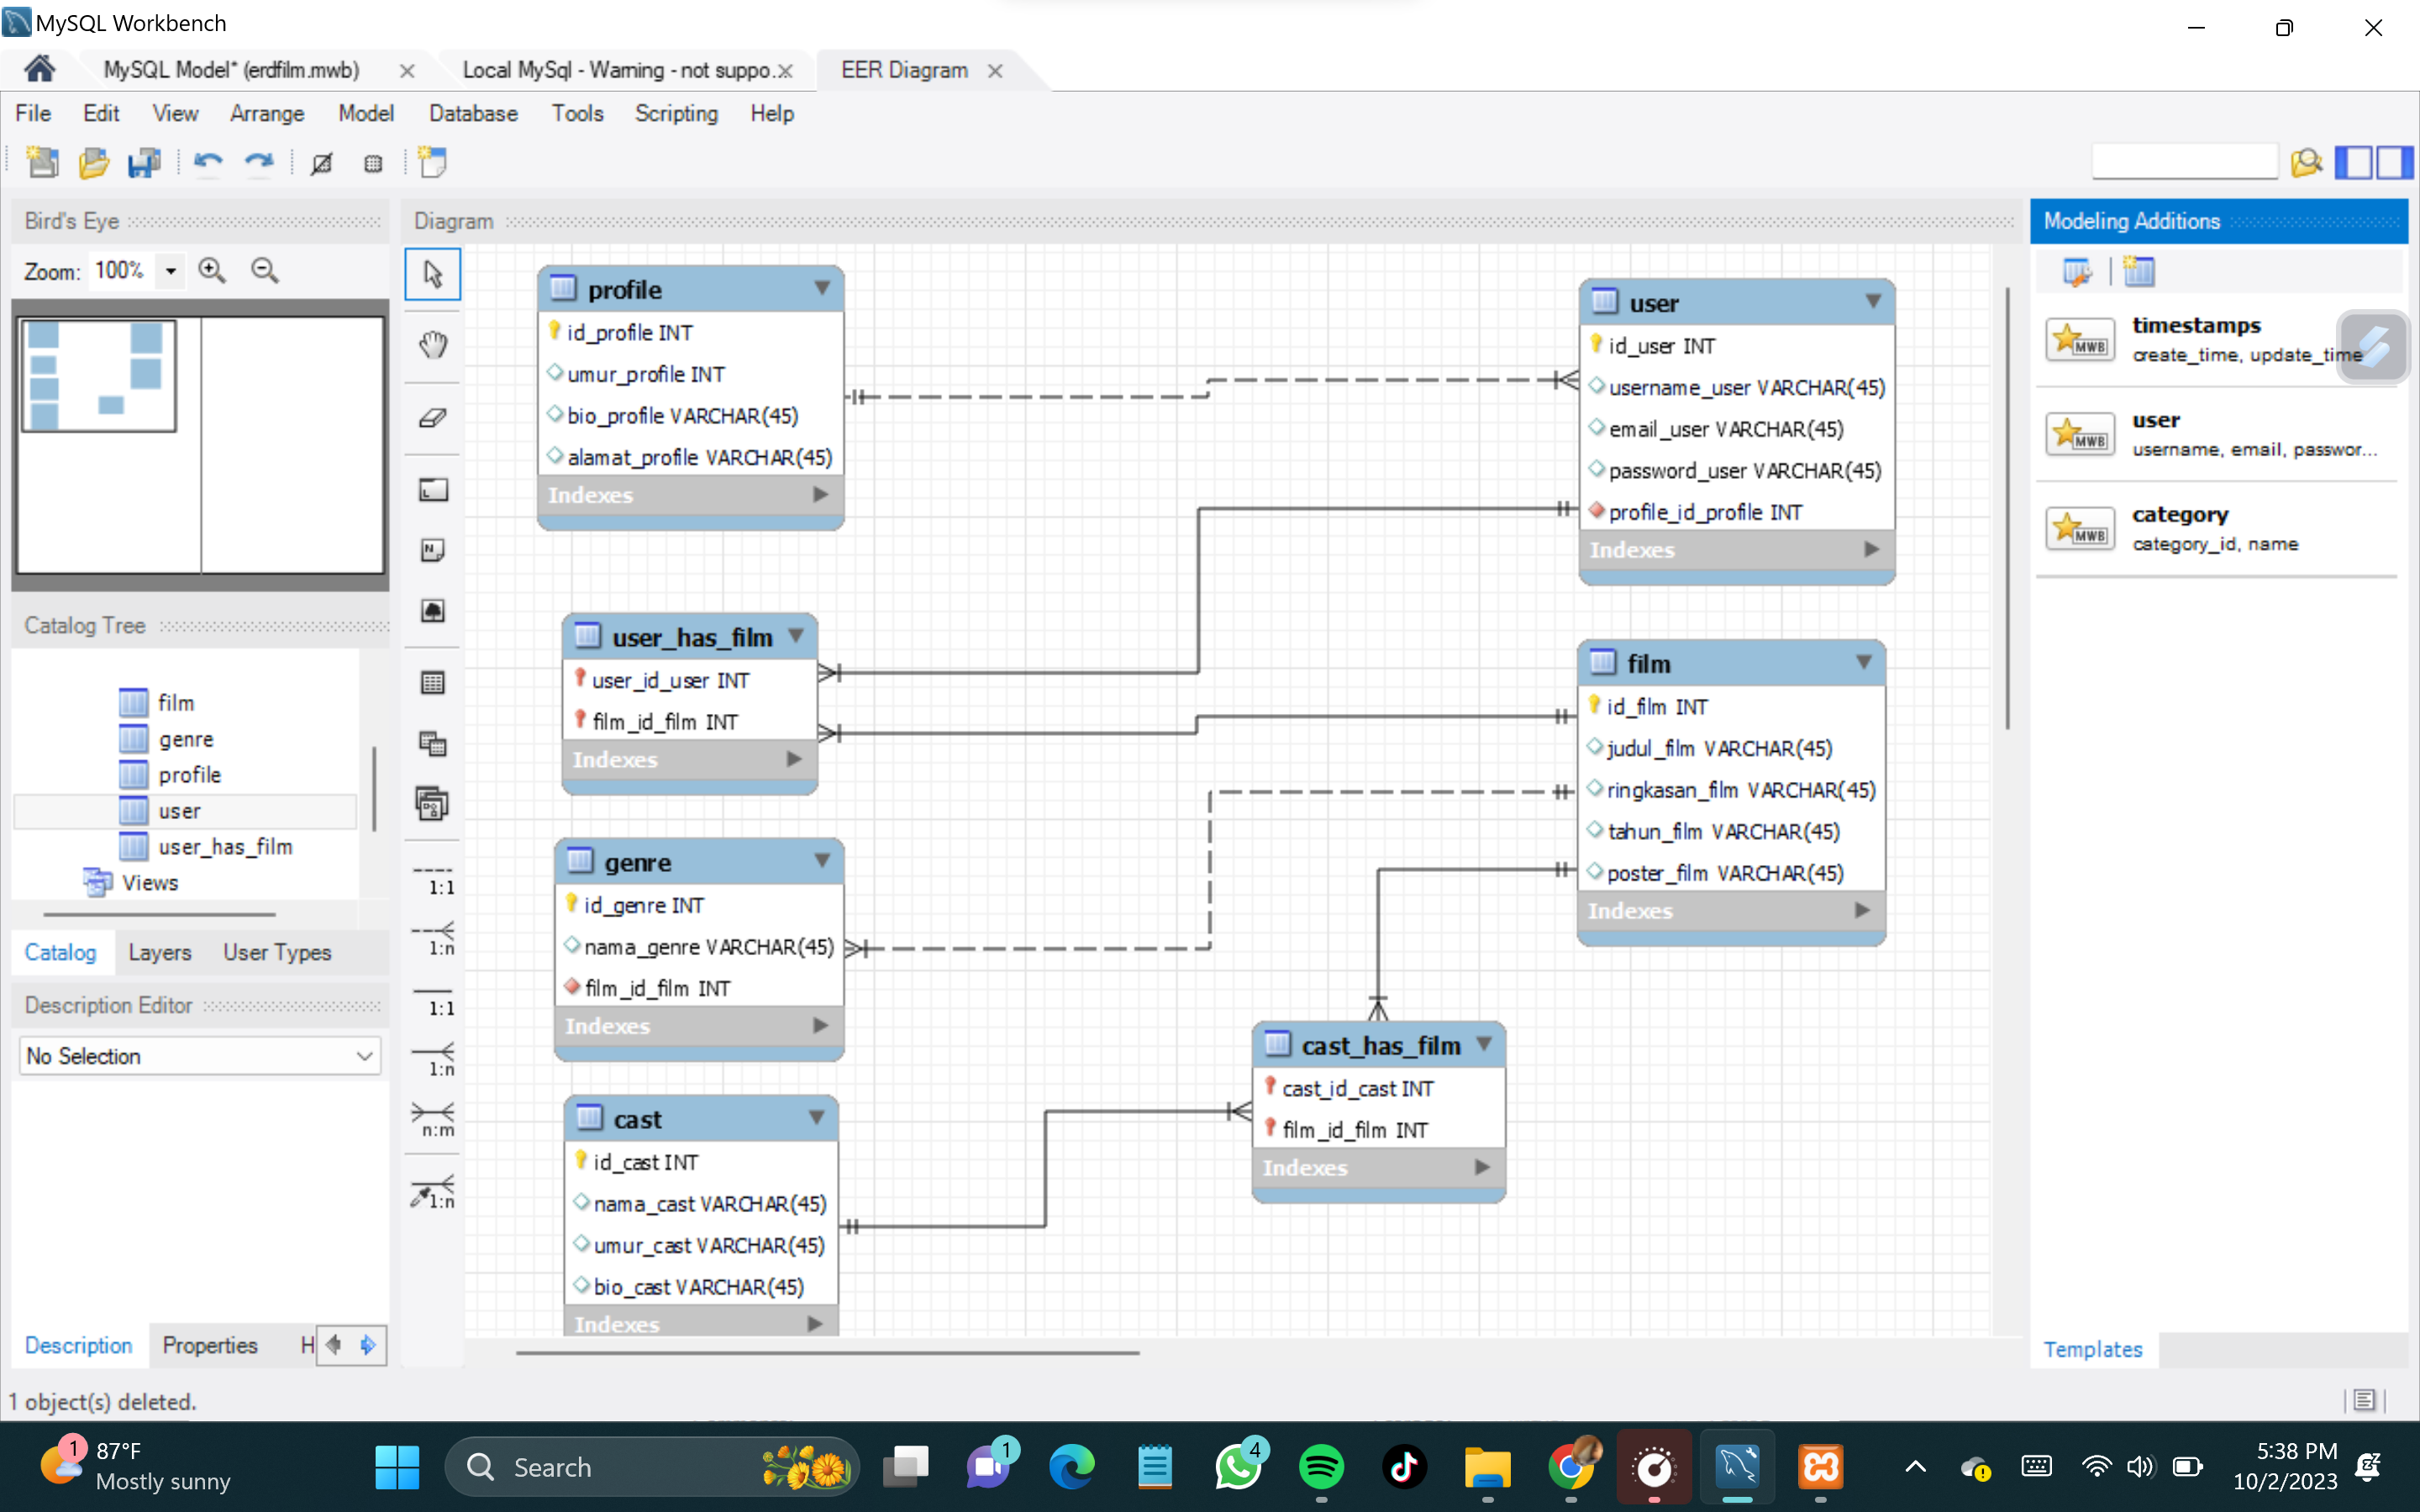 MySQL Workbench
MySQL Model* (erdfilm.mwb)
Local MySql - Warning - not suppo.
EER Diagram
File Edit View Arrange Model Database Tools Scripting Help
Bird's Eye
Zoom: 100%
Catalog Tree
film
genre
profile
user
user_has_film
Views
Catalog Layers User Types
Description Editor
No Selection
Description Properties H
1 object(s) deleted.
Diagram
1:1
1:n
1:1
1:n
n:m
1:n
profile
id_profile INT
umur_profile INT
bio_profile VARCHAR(45)
alamat_profile VARCHAR(45)
Indexes
user
id_user INT
username_user VARCHAR(45)
email_user VARCHAR(45)
password_user VARCHAR(45)
profile_id_profile INT
Indexes
user_has_film
user_id_user INT
film_id_film INT
Indexes
film
id_film INT
judul_film VARCHAR(45)
ringkasan_film VARCHAR(45)
tahun_film VARCHAR(45)
poster_film VARCHAR(45)
Indexes
genre
id_genre INT
nama_genre VARCHAR(45)
film_id_film INT
Indexes
cast_has_film
cast_id_cast INT
film_id_film INT
Indexes
cast
id_cast INT
nama_cast VARCHAR(45)
umur_cast VARCHAR(45)
bio_cast VARCHAR(45)
Indexes
Modeling Additions
MWB
timestamps
create_time, update_time
MWB
user
username, email, passwor...
MWB
category
category_id, name
Templates
1
87°F
Mostly sunny
Search
1
4
5:38 PM
10/2/2023